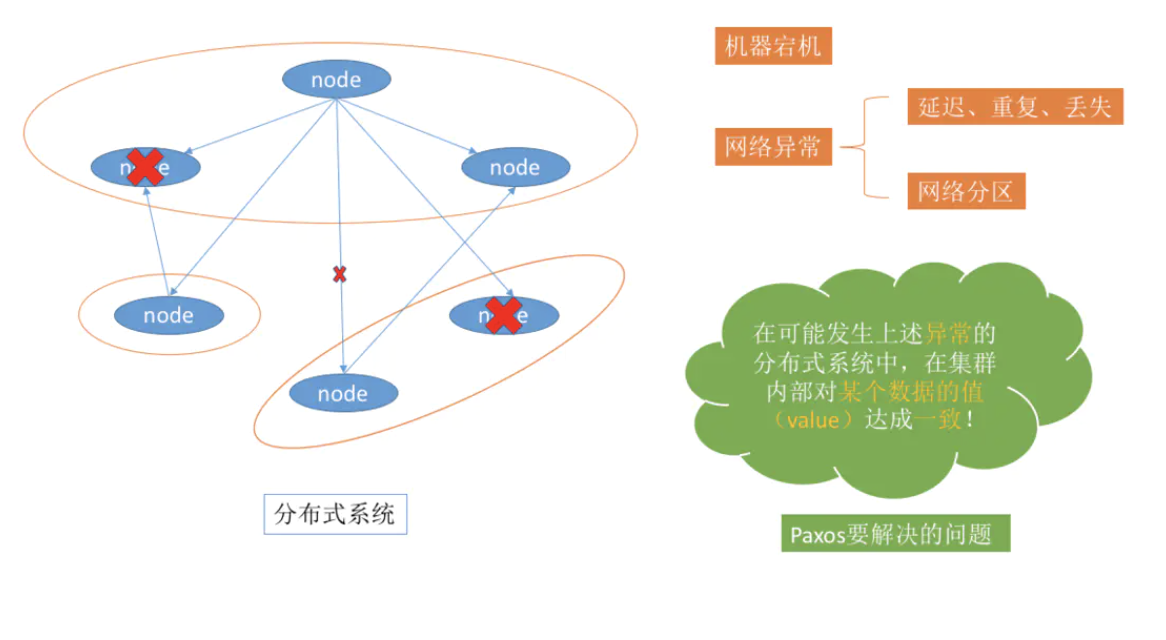 node
node
node
node
node
分布式系统
机器宕机
网络异常
延迟、重复、丢失
网络分区
在可能发生上述异常的
分布式系统中，在集群
内部对某个数据的值
（value）达成一致！
Paxos要解决的问题